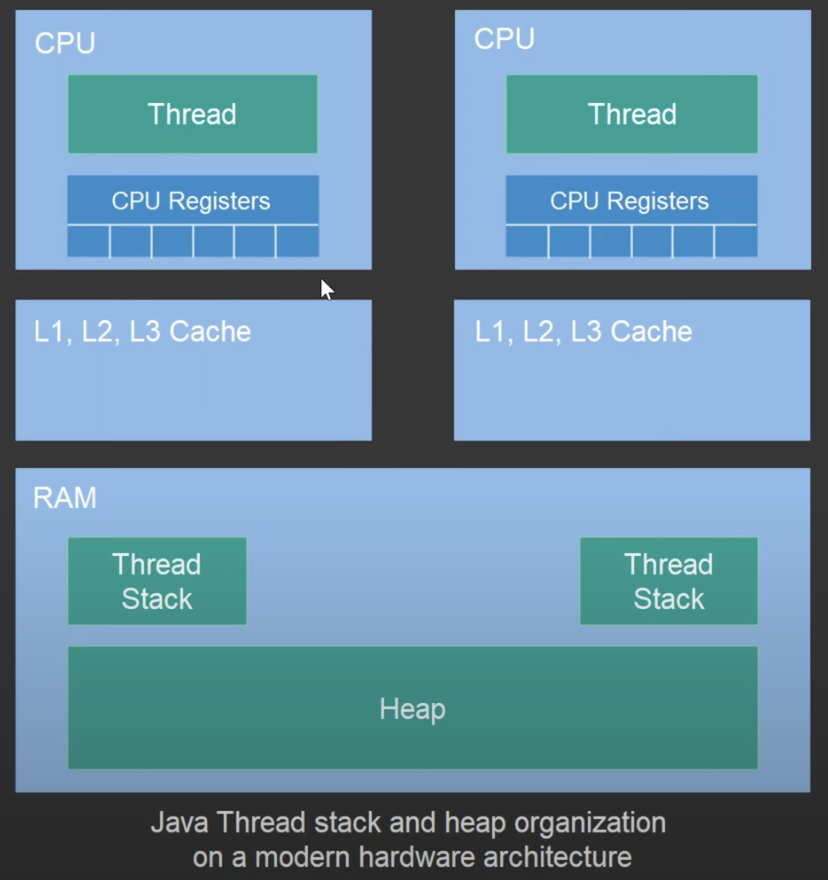 CPU
Thread
CPU Registers
CPU
Thread
CPU Registers
L1, L2, L3 Cache
L1, L2, L3 Cache
RAM
Thread
Stack
Thread
Stack
Heap
Java Thread stack and heap organization
on a modern hardware architecture